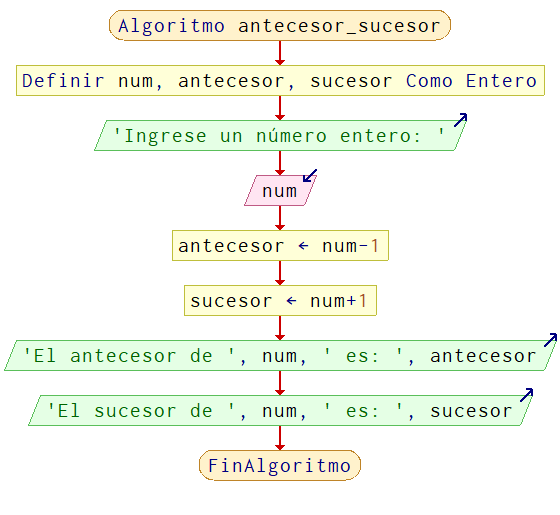 Algoritmo antecesor_sucesor
Definir num, antecesor, sucesor Como Entero
'Ingrese un número entero: '
num
antecesor ← num-1
sucesor ← num+1
'El antecesor de ', num, ' es: ', antecesor
'El sucesor de ', num, ' es: ', sucesor
FinAlgoritmo